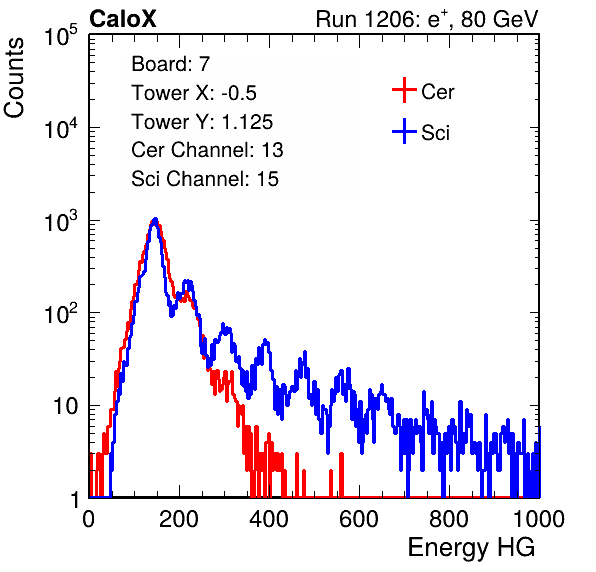 CaloX Run 1206: e⁺, 80 GeV
Counts
10⁵
10⁴
10³
10²
10
1
Board: 7
Tower X: -0.5
Tower Y: 1.125
Cer Channel: 13
Sci Channel: 15
Cer
Sci
0 200 400 600 800 1000
Energy HG